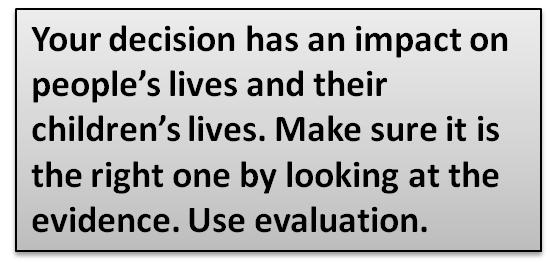 Your decision has an impact on
people’s lives and their
children’s lives. Make sure it is
the right one by looking at the
evidence. Use evaluation.